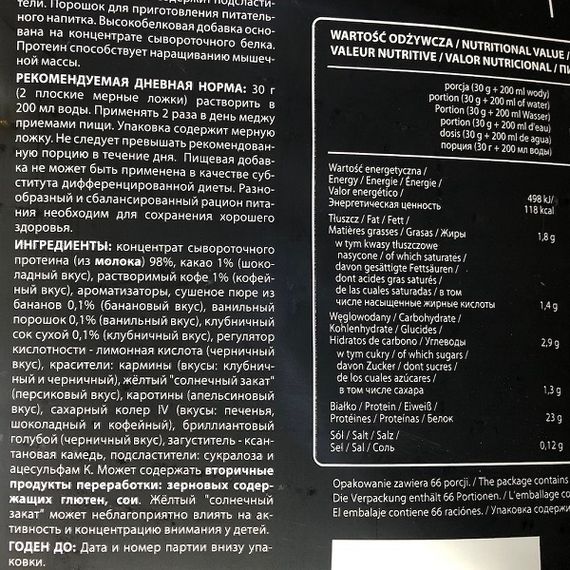 тели. Порошок для приготовления питатель-
ного напитка. Высокобелковая добавка осно-
вана на концентрате сывороточного белка.
Протеин способствует наращиванию мышеч-
ной массы.
РЕКОМЕНДУЕМАЯ ДНЕВНАЯ НОРМА: 30 г
(2 плоские мерные ложки) растворить в
200 мл воды. Применять 2 раза в день между
приемами пищи. Упаковка содержит мерную
ложку. Не следует превышать рекомендован-
ную порцию в течение дня. Пищевая добав-
ка не может быть применена в качестве суб-
ститута дифференцированной диеты. Разно-
образный и сбалансированный рацион пита-
ния необходим для сохранения хорошего
здоровья.
ИНГРЕДИЕНТЫ: концентрат сывороточного
протеина (из молока) 98%, какао 1% (шоко-
ладный вкус), растворимый кофе 1% (кофей-
ный вкус), ароматизаторы, сушеное пюре из
бананов 0,1% (банановый вкус), ванильный
порошок 0,1% (ванильный вкус), клубничный
сок сухой 0,1% (клубничный вкус), регулятор
кислотности - лимонная кислота (черничный
вкус), красители: кармины (вкусы: клубнич-
ный и черничный), жёлтый "солнечный закат"
(персиковый вкус), каротины (апельсиновый
вкус), сахарный колер IV (вкусы: печенья,
шоколадный и кофейный), бриллиантовый
голубой (черничный вкус), загуститель - ксан-
тановая камедь, подсластители: сукралоза и
ацесульфам К. Может содержать вторичные
продукты переработки: зерновых содер-
жащих глютен, сои. Жёлтый "солнечный
закат" может неблагоприятно влиять на ак-
тивность и концентрацию внимания у детей.
ГОДЕН ДО: Дата и номер партии внизу упа-
ковки.
WARTOŚĆ ODŻYWCZA / NUTRITIONAL VALUE /
VALEUR NUTRITIVE / VALOR NUTRICIONAL /
porcja (30 g + 200 ml wody)
portion (30 g + 200 ml of water)
Portion (30 g + 200 ml Wasser)
portion (30 g + 200 ml d'eau)
dosis (30 g + 200 ml de agua)
порция (30 г + 200 мл воды)
Wartość energetyczna /
Energy / Energie / Énergie /
Valor energético /
Энергетическая ценность
498 kJ/
118 kcal
Tłuszcz / Fat / Fett /
Matières grasses / Grasas / Жиры 1,8 g
w tym kwasy tłuszczowe
nasycone / of which saturates /
davon gesättigte Fettsäuren /
dont acides gras saturés /
de las cuales saturadas / в том
числе насыщенные жирные кислоты 1,4 g
Węglowodany / Carbohydrate /
Kohlenhydrate / Glucides /
Hidratos de carbono / Углеводы 2,9 g
w tym cukry / of which sugars /
davon Zucker / dont sucres /
de los cuales azúcares /
в том числе сахара 1,3 g
Białko / Protein / Eiweiß /
Protéines / Proteínas / Белок 23 g
Sól / Salt / Salz /
Sel / Sal / Соль 0,12 g
Opakowanie zawiera 66 porcji. / The package contains
Die Verpackung enthält 66 Portionen. / L'emballage co
El embalaje contiene 66 raciónes. / Упаковка содержи